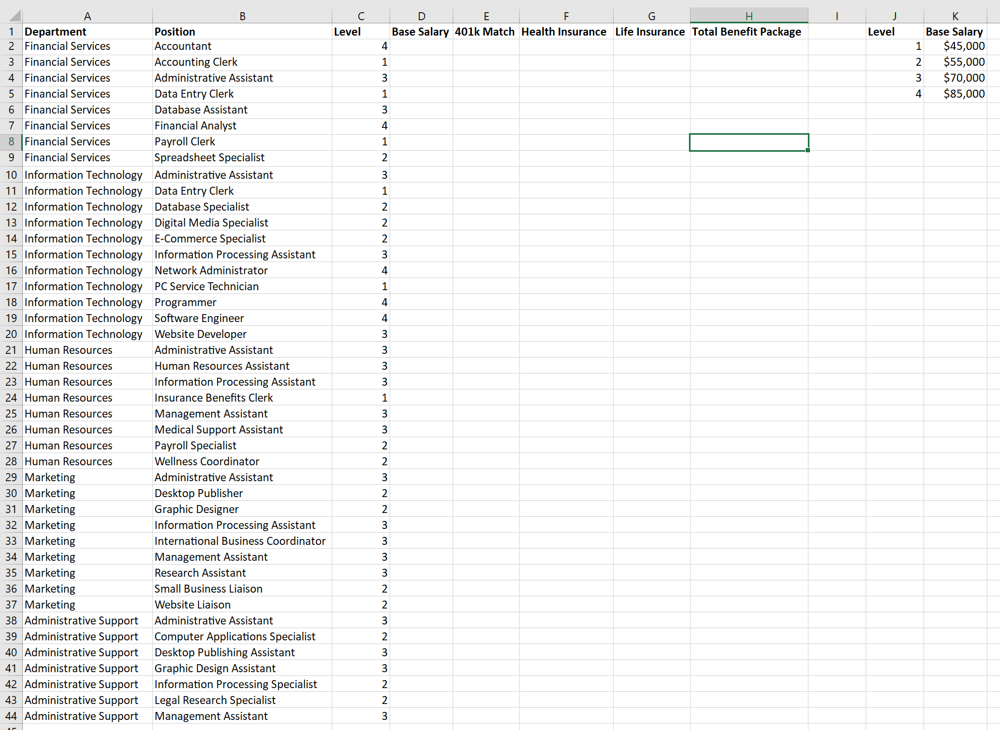 A B C D E F G H I J K
1 Department Position Level Base Salary 401k Match Health Insurance Life Insurance Total Benefit Package Level Base Salary
2 Financial Services Accountant 4 1 $45,000
3 Financial Services Accounting Clerk 1 2 $55,000
4 Financial Services Administrative Assistant 3 3 $70,000
5 Financial Services Data Entry Clerk 1 4 $85,000
6 Financial Services Database Assistant 3
7 Financial Services Financial Analyst 4
8 Financial Services Payroll Clerk 1
9 Financial Services Spreadsheet Specialist 2
10 Information Technology Administrative Assistant 3
11 Information Technology Data Entry Clerk 1
12 Information Technology Database Specialist 2
13 Information Technology Digital Media Specialist 2
14 Information Technology E-Commerce Specialist 2
15 Information Technology Information Processing Assistant 3
16 Information Technology Network Administrator 4
17 Information Technology PC Service Technician 1
18 Information Technology Programmer 4
19 Information Technology Software Engineer 4
20 Information Technology Website Developer 3
21 Human Resources Administrative Assistant 3
22 Human Resources Human Resources Assistant 3
23 Human Resources Information Processing Assistant 3
24 Human Resources Insurance Benefits Clerk 1
25 Human Resources Management Assistant 3
26 Human Resources Medical Support Assistant 3
27 Human Resources Payroll Specialist 2
28 Human Resources Wellness Coordinator 2
29 Marketing Administrative Assistant 3
30 Marketing Desktop Publisher 2
31 Marketing Graphic Designer 2
32 Marketing Information Processing Assistant 3
33 Marketing International Business Coordinator 3
34 Marketing Management Assistant 3
35 Marketing Research Assistant 3
36 Marketing Small Business Liaison 2
37 Marketing Website Liaison 2
38 Administrative Support Administrative Assistant 3
39 Administrative Support Computer Applications Specialist 2
40 Administrative Support Desktop Publishing Assistant 3
41 Administrative Support Graphic Design Assistant 3
42 Administrative Support Information Processing Specialist 2
43 Administrative Support Legal Research Specialist 2
44 Administrative Support Management Assistant 3